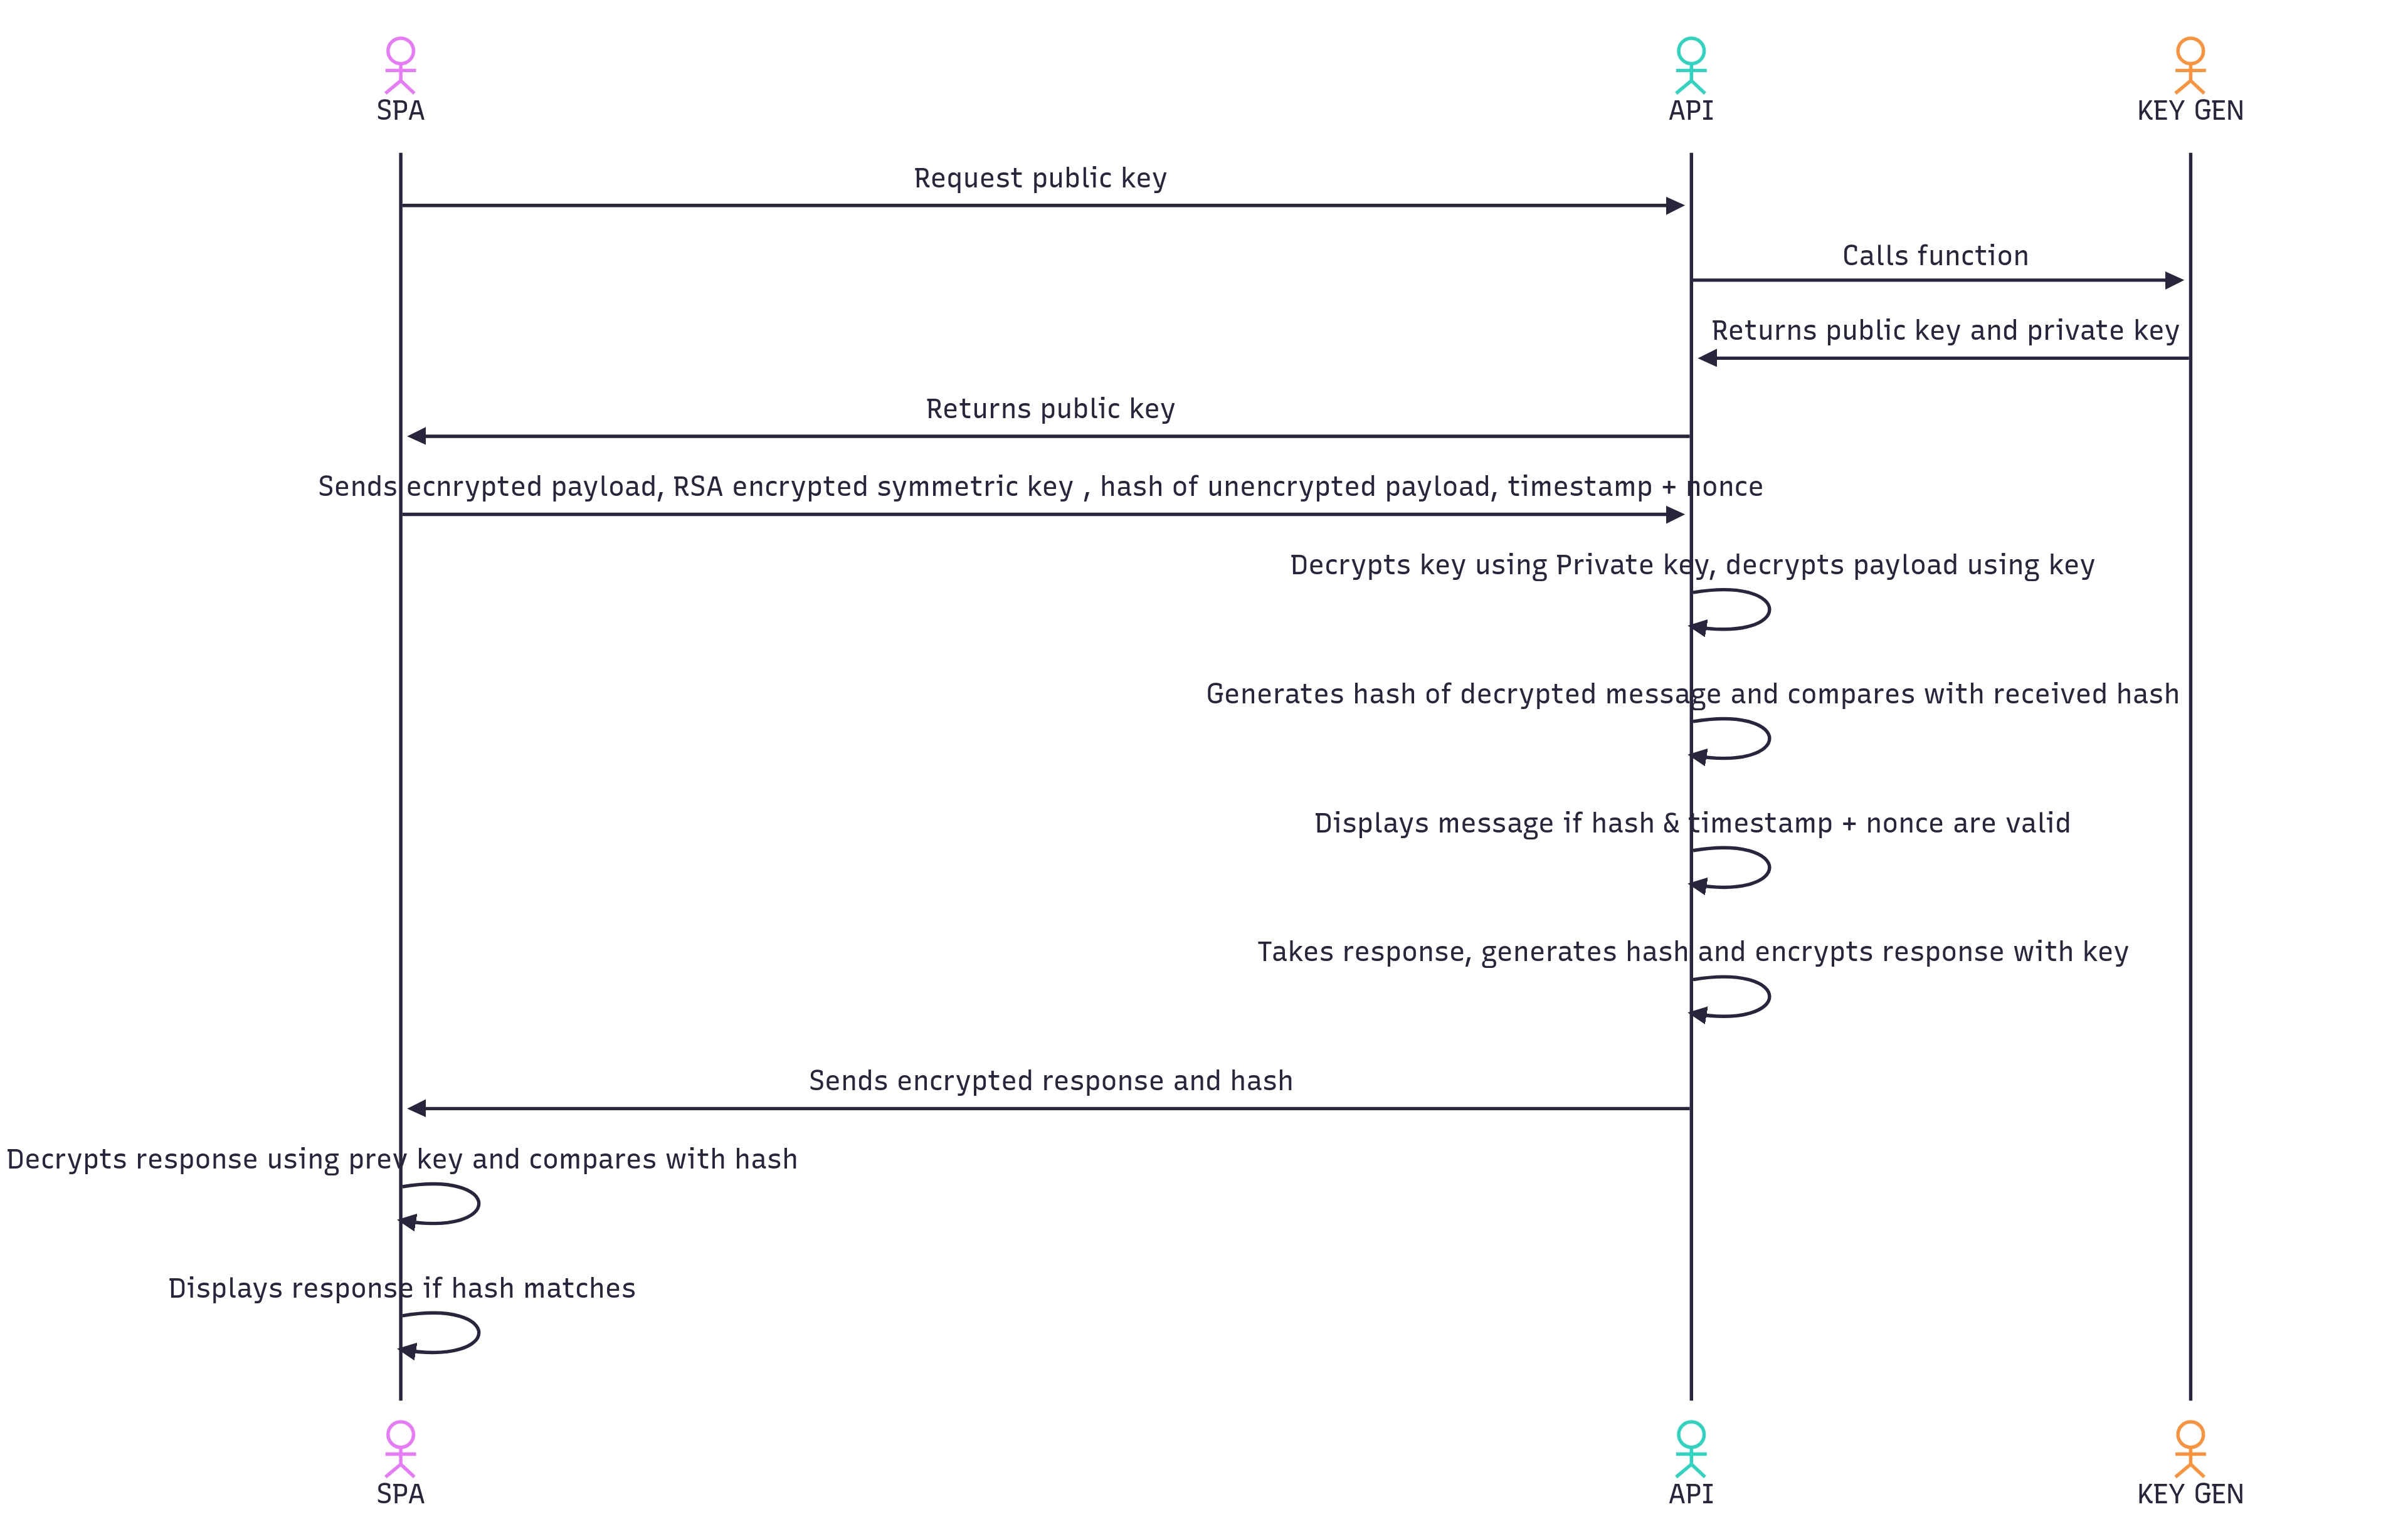 SPA
API
KEY GEN
Request public key
Calls function
Returns public key and private key
Returns public key
Sends ecnrypted payload, RSA encrypted symmetric key , hash of unencrypted payload, timestamp + nonce
Decrypts key using Private key, decrypts payload using key
Generates hash of decrypted message and compares with received hash
Displays message if hash & timestamp + nonce are valid
Takes response, generates hash and encrypts response with key
Sends encrypted response and hash
Decrypts response using prev key and compares with hash
Displays response if hash matches
SPA
API
KEY GEN